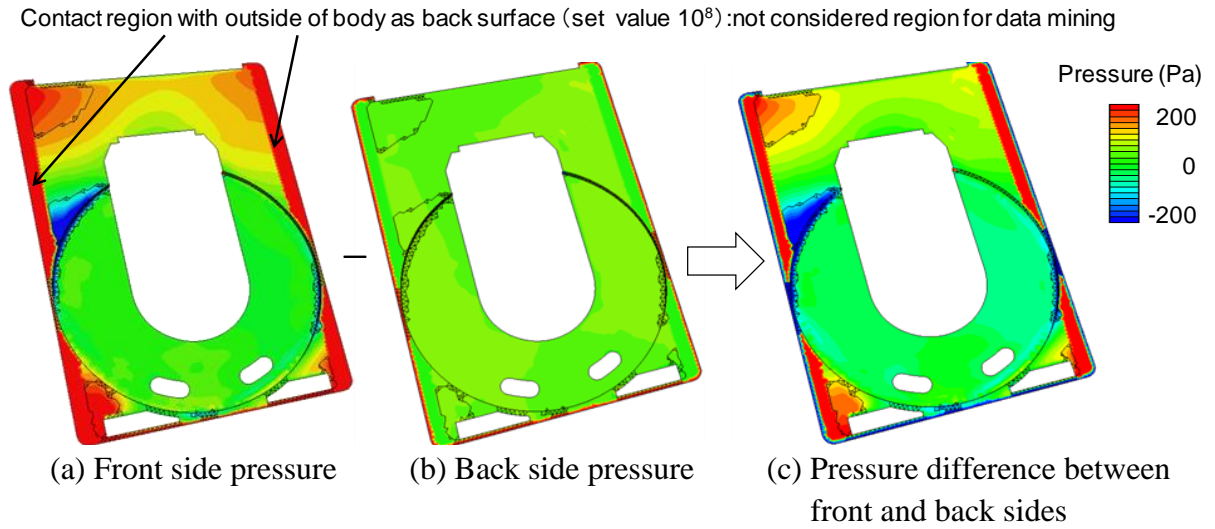 Contact region with outside of body as back surface (set value 10⁸):not considered region for data mining
Pressure (Pa)
200
0
-200
−
(a) Front side pressure
(b) Back side pressure
(c) Pressure difference between
front and back sides